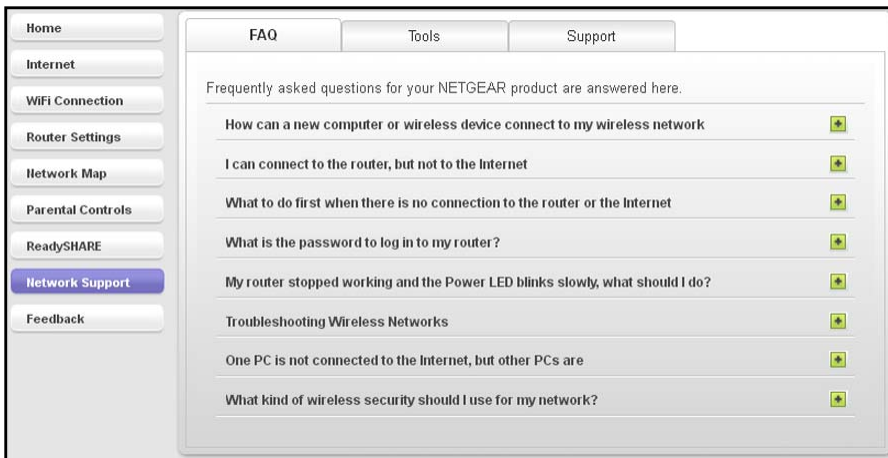 Home
Internet
WiFi Connection
Router Settings
Network Map
Parental Controls
ReadySHARE
Network Support
Feedback
FAQ
Tools
Support
Frequently asked questions for your NETGEAR product are answered here.
How can a new computer or wireless device connect to my wireless network
I can connect to the router, but not to the Internet
What to do first when there is no connection to the router or the Internet
What is the password to log in to my router?
My router stopped working and the Power LED blinks slowly, what should I do?
Troubleshooting Wireless Networks
One PC is not connected to the Internet, but other PCs are
What kind of wireless security should I use for my network?